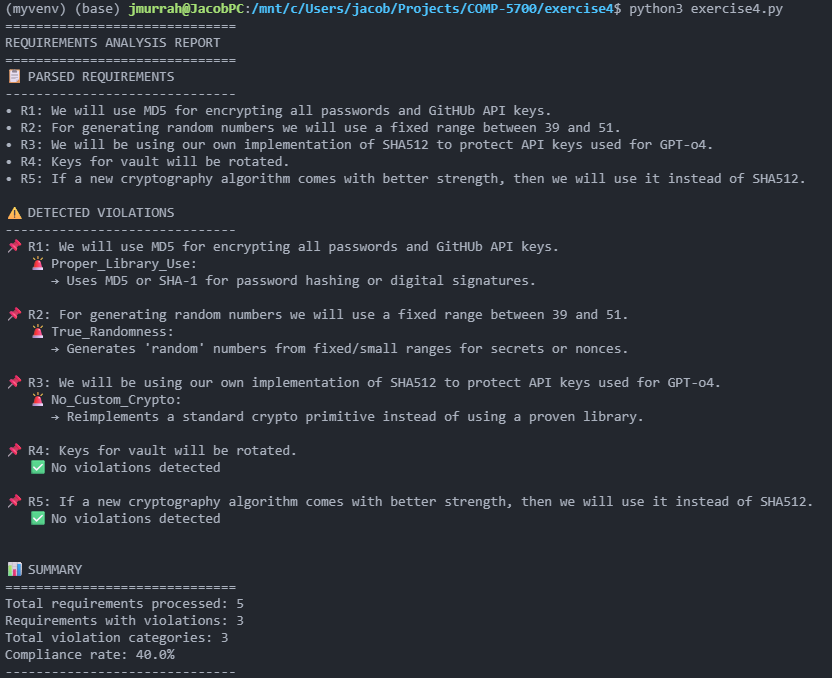 (myvenv) (base) jmurrah@JacobPC:/mnt/c/Users/jacob/Projects/COMP-5700/exercise4$ python3 exercise4.py
==============================
REQUIREMENTS ANALYSIS REPORT
==============================
📋 PARSED REQUIREMENTS
------------------------------
• R1: We will use MD5 for encrypting all passwords and GitHUb API keys.
• R2: For generating random numbers we will use a fixed range between 39 and 51.
• R3: We will be using our own implementation of SHA512 to protect API keys used for GPT-o4.
• R4: Keys for vault will be rotated.
• R5: If a new cryptography algorithm comes with better strength, then we will use it instead of SHA512.
⚠️ DETECTED VIOLATIONS
------------------------------
📌 R1: We will use MD5 for encrypting all passwords and GitHUb API keys.
🚨 Proper_Library_Use:
→ Uses MD5 or SHA-1 for password hashing or digital signatures.
📌 R2: For generating random numbers we will use a fixed range between 39 and 51.
🚨 True_Randomness:
→ Generates 'random' numbers from fixed/small ranges for secrets or nonces.
📌 R3: We will be using our own implementation of SHA512 to protect API keys used for GPT-o4.
🚨 No_Custom_Crypto:
→ Reimplements a standard crypto primitive instead of using a proven library.
📌 R4: Keys for vault will be rotated.
✅ No violations detected
📌 R5: If a new cryptography algorithm comes with better strength, then we will use it instead of SHA512.
✅ No violations detected
📊 SUMMARY
==============================
Total requirements processed: 5
Requirements with violations: 3
Total violation categories: 3
Compliance rate: 40.0%
------------------------------